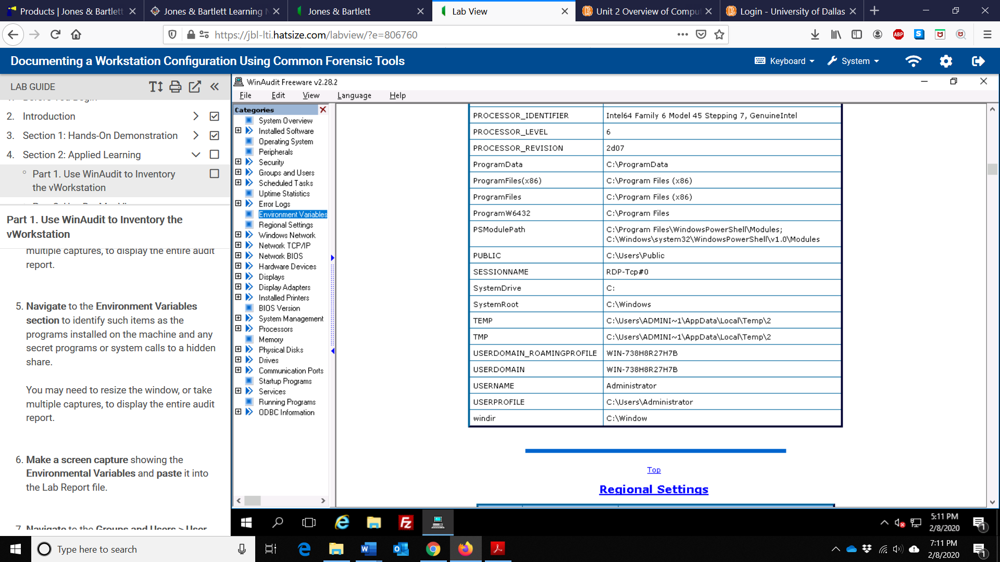 Products | Jones & Bartlett
Jones & Bartlett Learning
Jones & Bartlett
Lab View
Unit 2 Overview of Compu
Login - University of Dallas
https://jbl-lti.hatsize.com/labview/?e=806760
ABP
S
Documenting a Workstation Configuration Using Common Forensic Tools
Keyboard
System
LAB GUIDE
2. Introduction
3. Section 1: Hands-On Demonstration
4. Section 2: Applied Learning
Part 1. Use WinAudit to Inventory
the vWorkstation
Part 1. Use WinAudit to Inventory the
vWorkstation
multiple captures, to display the entire audit
report.
5. Navigate to the Environment Variables
section to identify such items as the
programs installed on the machine and any
secret programs or system calls to a hidden
share.
You may need to resize the window, or take
multiple captures, to display the entire audit
report.
6. Make a screen capture showing the
Environmental Variables and paste it into
the Lab Report file.
7. Navigate to the Groups and Users > User
WinAudit Freeware v2.28.2
File Edit View Language Help
Categories
System Overview
Installed Software
Operating System
Peripherals
Security
Groups and Users
Scheduled Tasks
Uptime Statistics
Error Logs
Environment Variables
Regional Settings
Windows Network
Network TCP/IP
Network BIOS
Hardware Devices
Displays
Display Adapters
Installed Printers
BIOS Version
System Management
Processors
Memory
Physical Disks
Drives
Communication Ports
Startup Programs
Services
Running Programs
ODBC Information
PROCESSOR_IDENTIFIER Intel64 Family 6 Model 45 Stepping 7, GenuineIntel
PROCESSOR_LEVEL 6
PROCESSOR_REVISION 2d07
ProgramData C:\ProgramData
ProgramFiles(x86) C:\Program Files (x86)
ProgramFiles C:\Program Files (x86)
ProgramW6432 C:\Program Files
PSModulePath C:\Program Files\WindowsPowerShell\Modules;
C:\Windows\system32\WindowsPowerShell\v1.0\Modules
PUBLIC C:\Users\Public
SESSIONNAME RDP-Tcp#0
SystemDrive C:
SystemRoot C:\Windows
TEMP C:\Users\ADMINI~1\AppData\Local\Temp\2
TMP C:\Users\ADMINI~1\AppData\Local\Temp\2
USERDOMAIN_ROAMINGPROFILE WIN-738H8R27H7B
USERDOMAIN WIN-738H8R27H7B
USERNAME Administrator
USERPROFILE C:\Users\Administrator
windir C:\Window
Top
Regional Settings
Fz
5:11 PM
2/8/2020
1
Type here to search
7:11 PM
2/8/2020
1